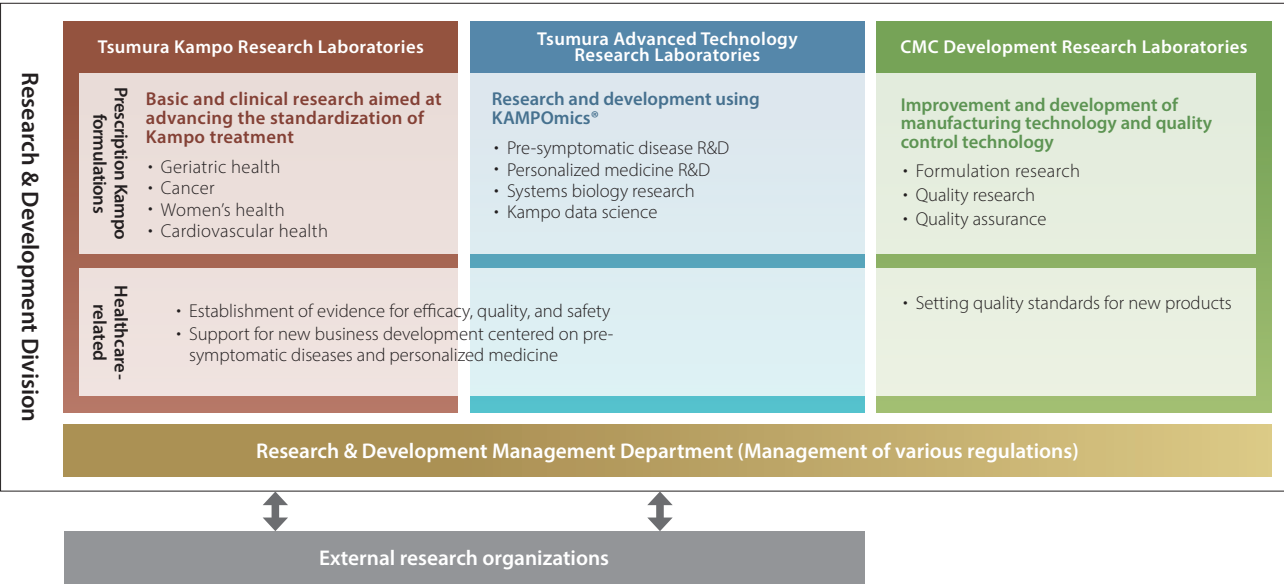 Research & Development Division
Tsumura Kampo Research Laboratories
Prescription Kampo
formulations
Basic and clinical research aimed at
advancing the standardization of
Kampo treatment
・Geriatric health
・Cancer
・Women’s health
・Cardiovascular health
Tsumura Advanced Technology
Research Laboratories
Research and development using
KAMPOmics®
・Pre-symptomatic disease R&D
・Personalized medicine R&D
・Systems biology research
・Kampo data science
CMC Development Research Laboratories
Improvement and development of
manufacturing technology and quality
control technology
・Formulation research
・Quality research
・Quality assurance
Healthcare-
related
・Establishment of evidence for efficacy, quality, and safety
・Support for new business development centered on pre-
symptomatic diseases and personalized medicine
・Setting quality standards for new products
Research & Development Management Department (Management of various regulations)
External research organizations